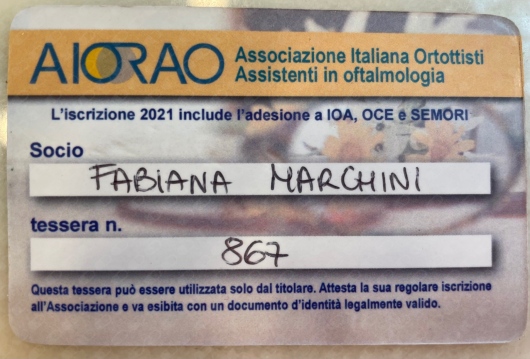 AIORAO
Associazione Italiana Ortottisti
Assistenti in oftalmologia
L'iscrizione 2021 include l'adesione a IOA, OCE e SEMORI
Socio
FABIANA MARCHINI
tessera n.
867
Questa tessera può essere utilizzata solo dal titolare. Attesta la sua regolare iscrizione
all'Associazione e va esibita con un documento d'identità legalmente valido.